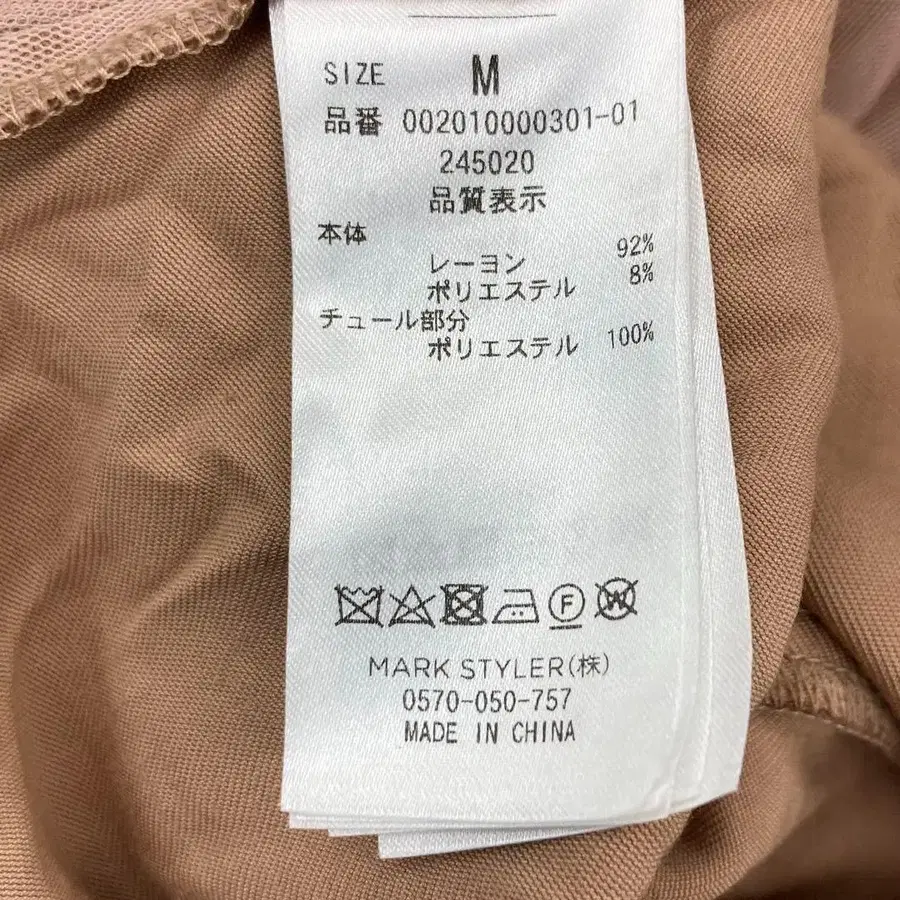 SIZE M
品番 002010000301-01
245020
品質表示
本体
レーヨン 92%
ポリエステル 8%
チュール部分
ポリエステル 100%
F W
MARK STYLER(株)
0570-050-757
MADE IN CHINA